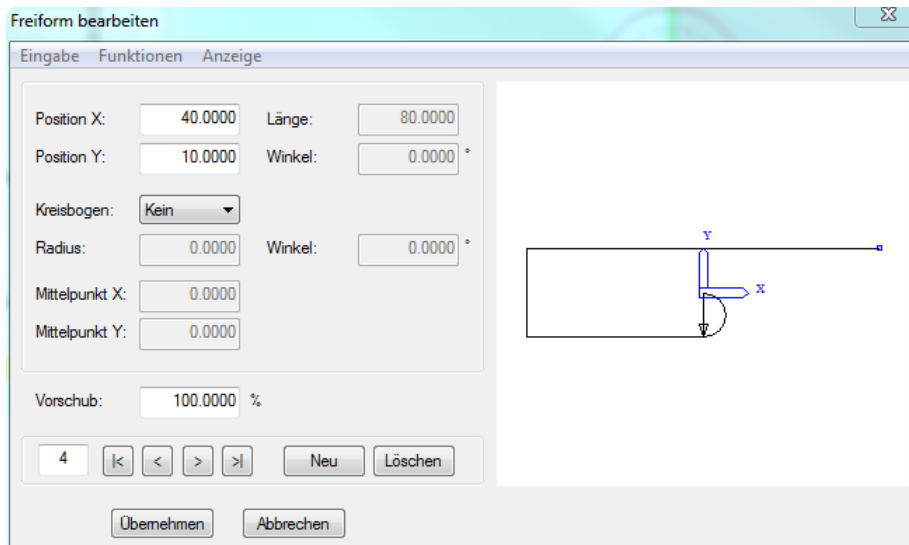 Freiform bearbeiten
Eingabe Funktionen Anzeige
Position X: 40.0000 Länge: 80.0000
Position Y: 10.0000 Winkel: 0.0000 °
Kreisbogen: Kein
Radius: 0.0000 Winkel: 0.0000 °
Mittelpunkt X: 0.0000
Mittelpunkt Y: 0.0000
Vorschub: 100.0000 %
4 |< < > >| Neu Löschen
Übernehmen Abbrechen
Y
X